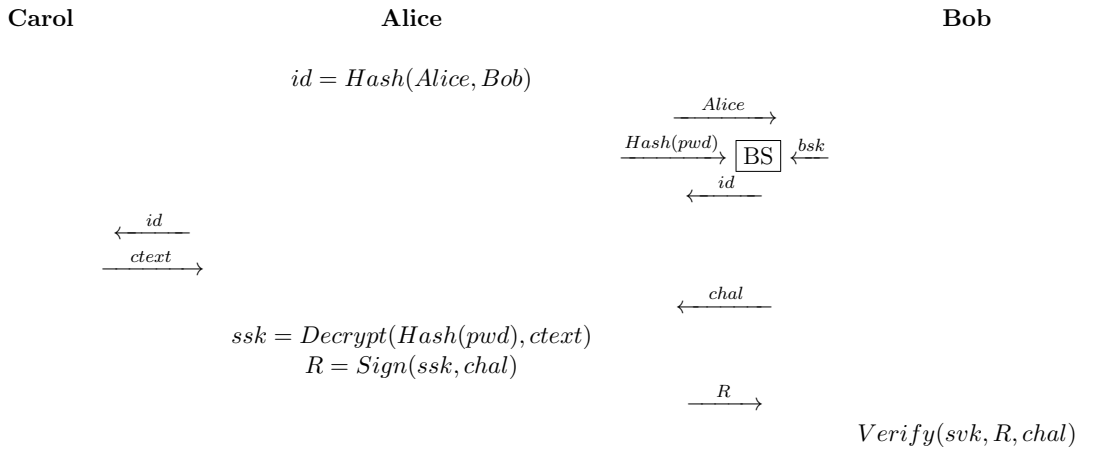 Carol Alice Bob
id = Hash(Alice, Bob)
Alice
Hash(pwd) BS bsk
id
id
ctext
chal
ssk = Decrypt(Hash(pwd), ctext)
R = Sign(ssk, chal)
R
Verify(svk, R, chal)